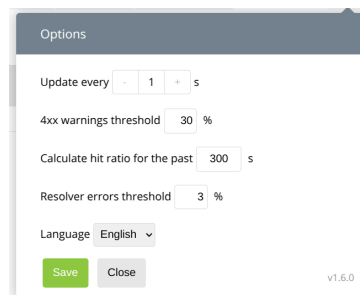 Options
Update every - 1 + s
4xx warnings threshold 30 %
Calculate hit ratio for the past 300 s
Resolver errors threshold 3 %
Language English
Save Close v1.6.0